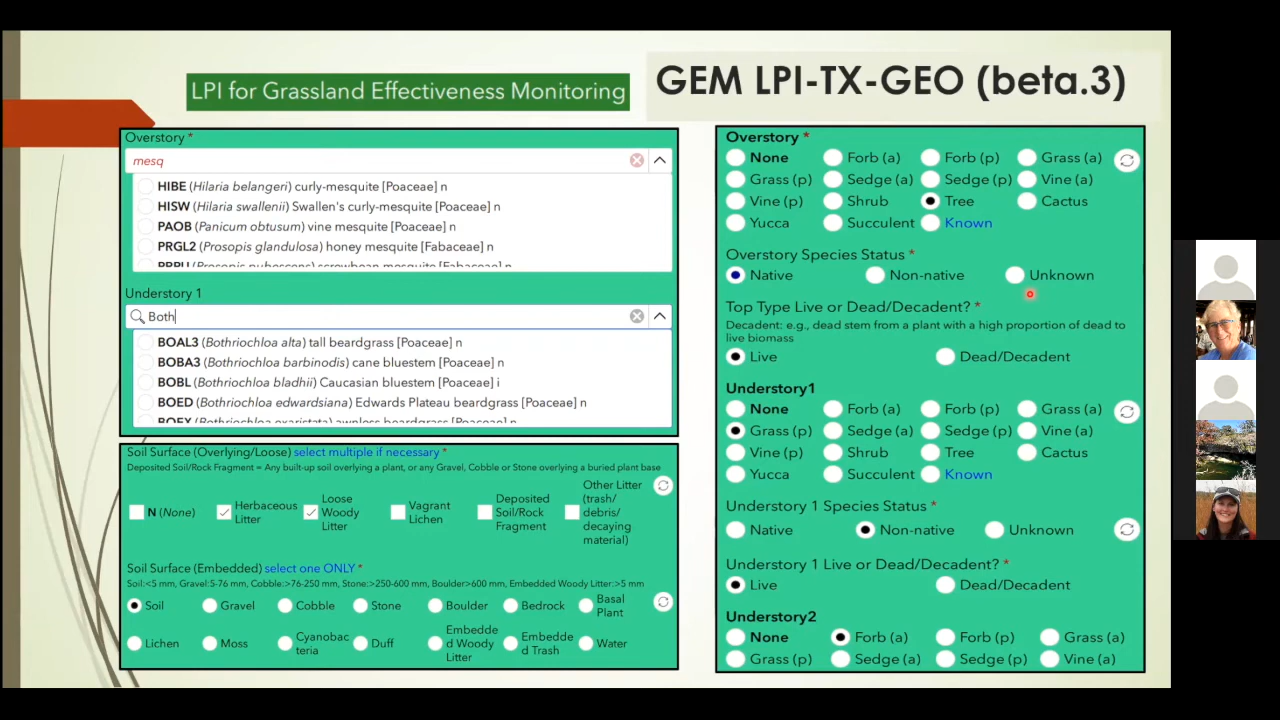 LPI for Grassland Effectiveness Monitoring
GEM LPI-TX-GEO (beta.3)
Overstory *
mesq
HIBE (Hilaria belangeri) curly-mesquite [Poaceae] n
HISW (Hilaria swallenii) Swallen's curly-mesquite [Poaceae] n
PAOB (Panicum obtusum) vine mesquite [Poaceae] n
PRGL2 (Prosopis glandulosa) honey mesquite [Fabaceae] n
PRPU (Prosopis pubescens) screwbean mesquite [Fabaceae] n
Understory 1
Both
BOAL3 (Bothriochloa alta) tall beardgrass [Poaceae] n
BOBA3 (Bothriochloa barbinodis) cane bluestem [Poaceae] n
BOBL (Bothriochloa bladhii) Caucasian bluestem [Poaceae] i
BOED (Bothriochloa edwardsiana) Edwards Plateau beardgrass [Poaceae] n
BOEX (Bothriochloa exaristata) awnless beardgrass [Poaceae] n
Soil Surface (Overlying/Loose) select multiple if necessary *
Deposited Soil/Rock Fragment = Any built-up soil overlying a plant, or any Gravel, Cobble or Stone overlying a buried plant base
N (None)
Herbaceous
Litter
Loose
Woody
Litter
Vagrant
Lichen
Deposited
Soil/Rock
Fragment
Other Litter
(trash/
debris/
decaying
material)
Soil Surface (Embedded) select one ONLY *
Soil:<5 mm, Gravel:5-76 mm, Cobble:>76-250 mm, Stone:>250-600 mm, Boulder>600 mm, Embedded Woody Litter:>5 mm
Soil Gravel Cobble Stone Boulder Bedrock Basal
Plant
Lichen Moss Cyanobac
teria
Duff
Embedde
d Woody
Litter
Embedde
d Trash
Water
Overstory *
None Forb (a) Forb (p) Grass (a)
Grass (p) Sedge (a) Sedge (p) Vine (a)
Vine (p) Shrub Tree Cactus
Yucca Succulent Known
Overstory Species Status *
Native Non-native Unknown
Top Type Live or Dead/Decadent? *
Decadent: e.g., dead stem from a plant with a high proportion of dead to
live biomass
Live Dead/Decadent
Understory1
None Forb (a) Forb (p) Grass (a)
Grass (p) Sedge (a) Sedge (p) Vine (a)
Vine (p) Shrub Tree Cactus
Yucca Succulent Known
Understory 1 Species Status *
Native Non-native Unknown
Understory 1 Live or Dead/Decadent? *
Live Dead/Decadent
Understory2
None Forb (a) Forb (p) Grass (a)
Grass (p) Sedge (a) Sedge (p) Vine (a)